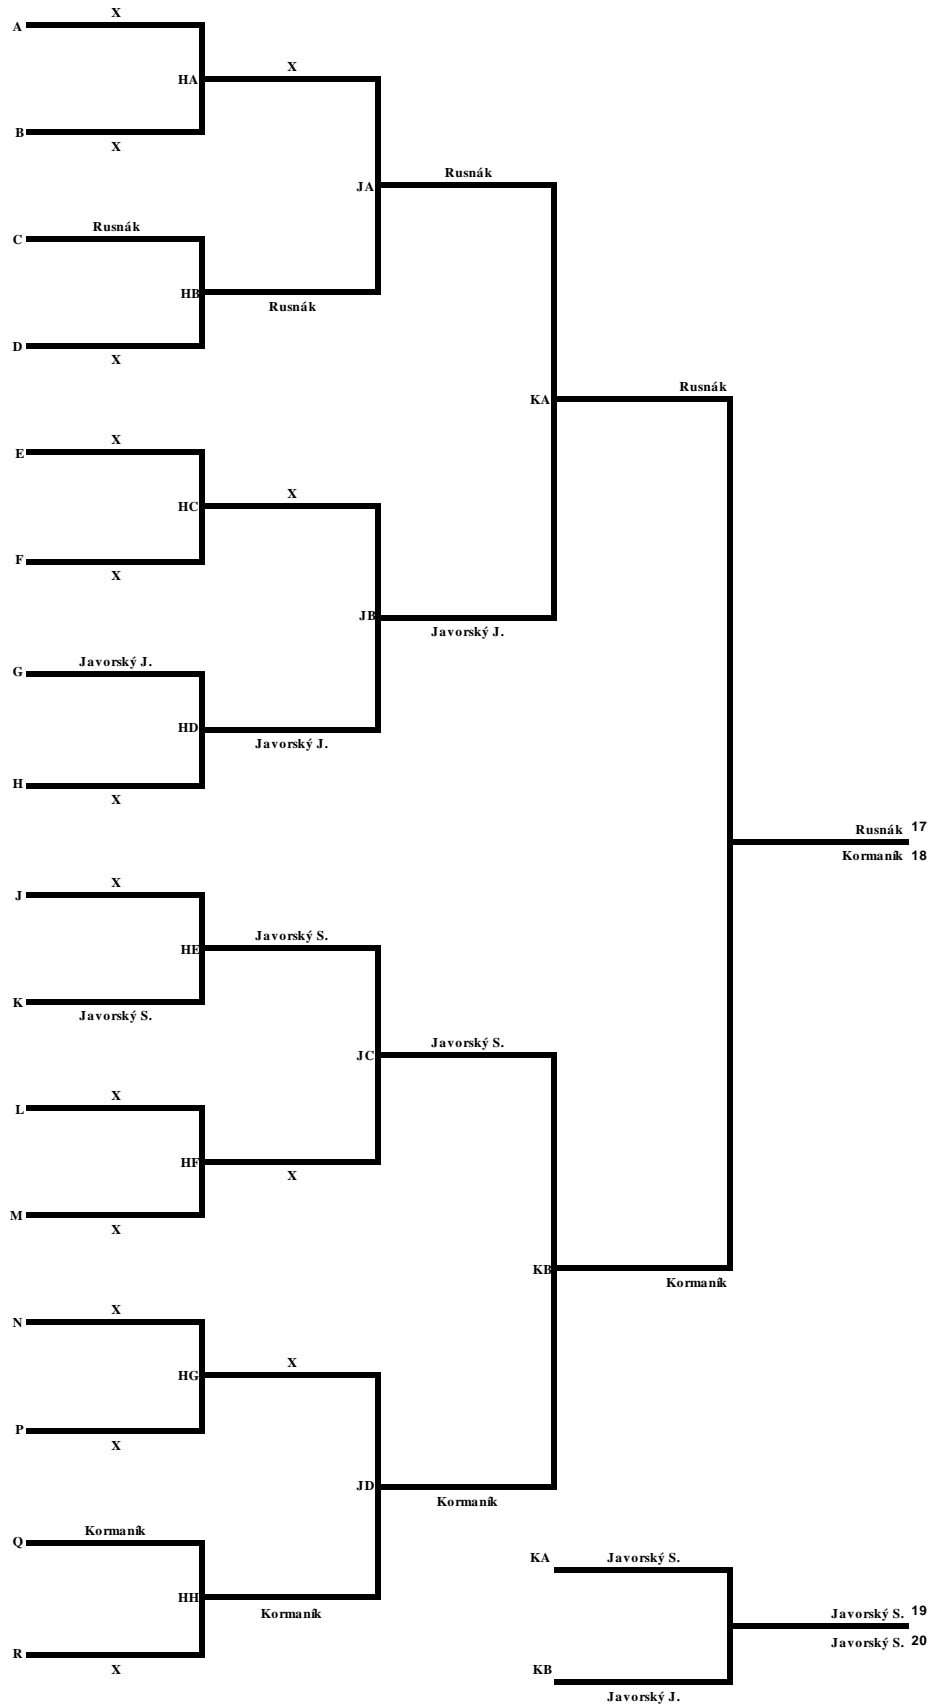 X
A
X
HA
B
X
Rusnák
JA
Rusnák
C
HB
Rusnák
D
X
Rusnák
KA
X
E
X
HC
F
X
JB
Javorský J.
Javorský J.
G
HD
Javorský J.
H
X
Rusnák 17
Kormaník 18
X
J
Javorský S.
HE
K
Javorský S.
Javorský S.
JC
X
L
HF
X
M
X
KB
Kormaník
X
N
X
HG
P
X
JD
Kormaník
Kormaník
Q
KA Javorský S.
HH
Kormaník
Javorský S. 19
Javorský S. 20
R
X
KB
Javorský J.